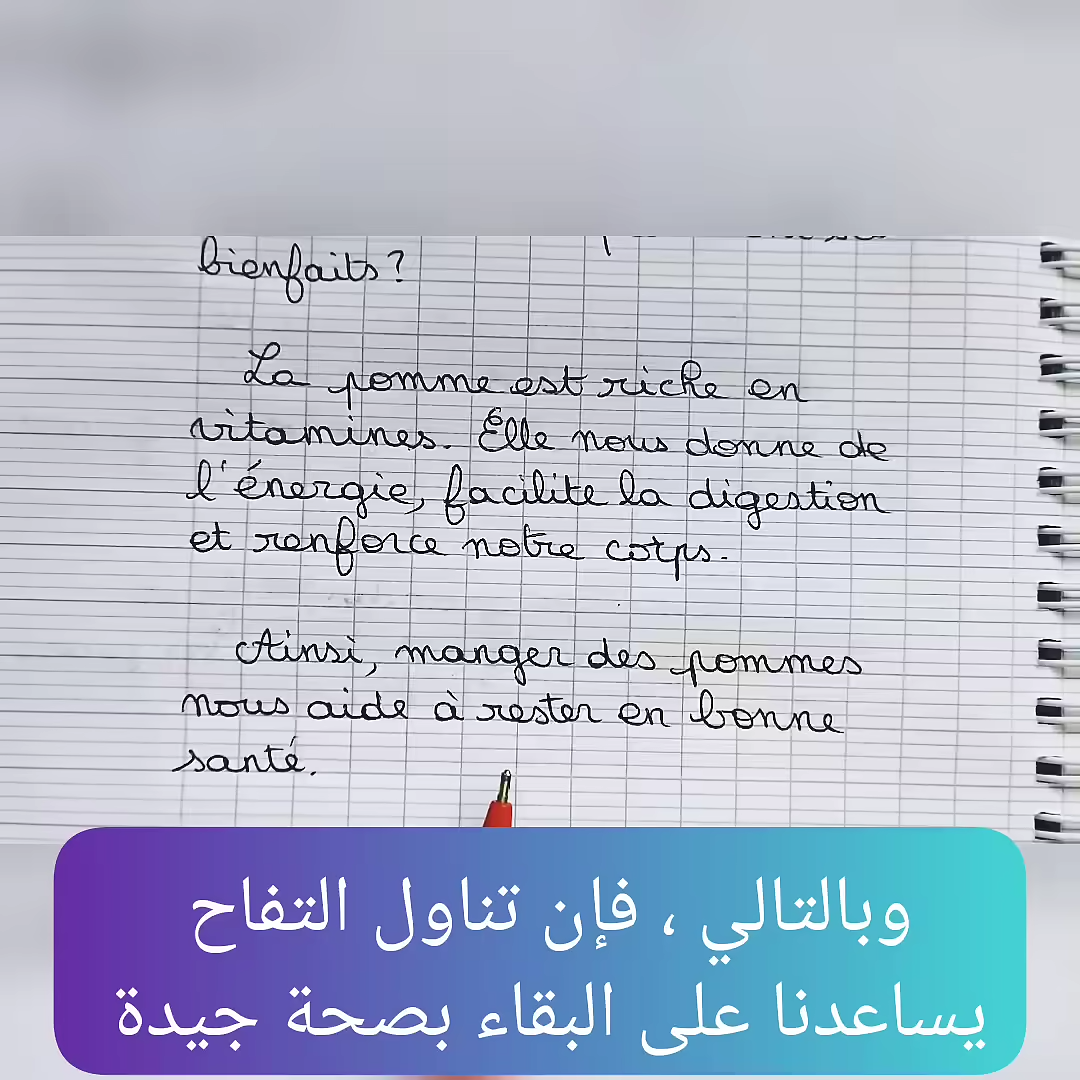 bienfaits ?
La pomme est riche en
vitamines. Elle nous donne de
l'énergie, facilite la digestion
et renforce notre corps.
Ainsi, manger des pommes
nous aide à rester en bonne
santé.
وبالتالي ، فإن تناول التفاح
يساعدنا على البقاء بصحة جيدة